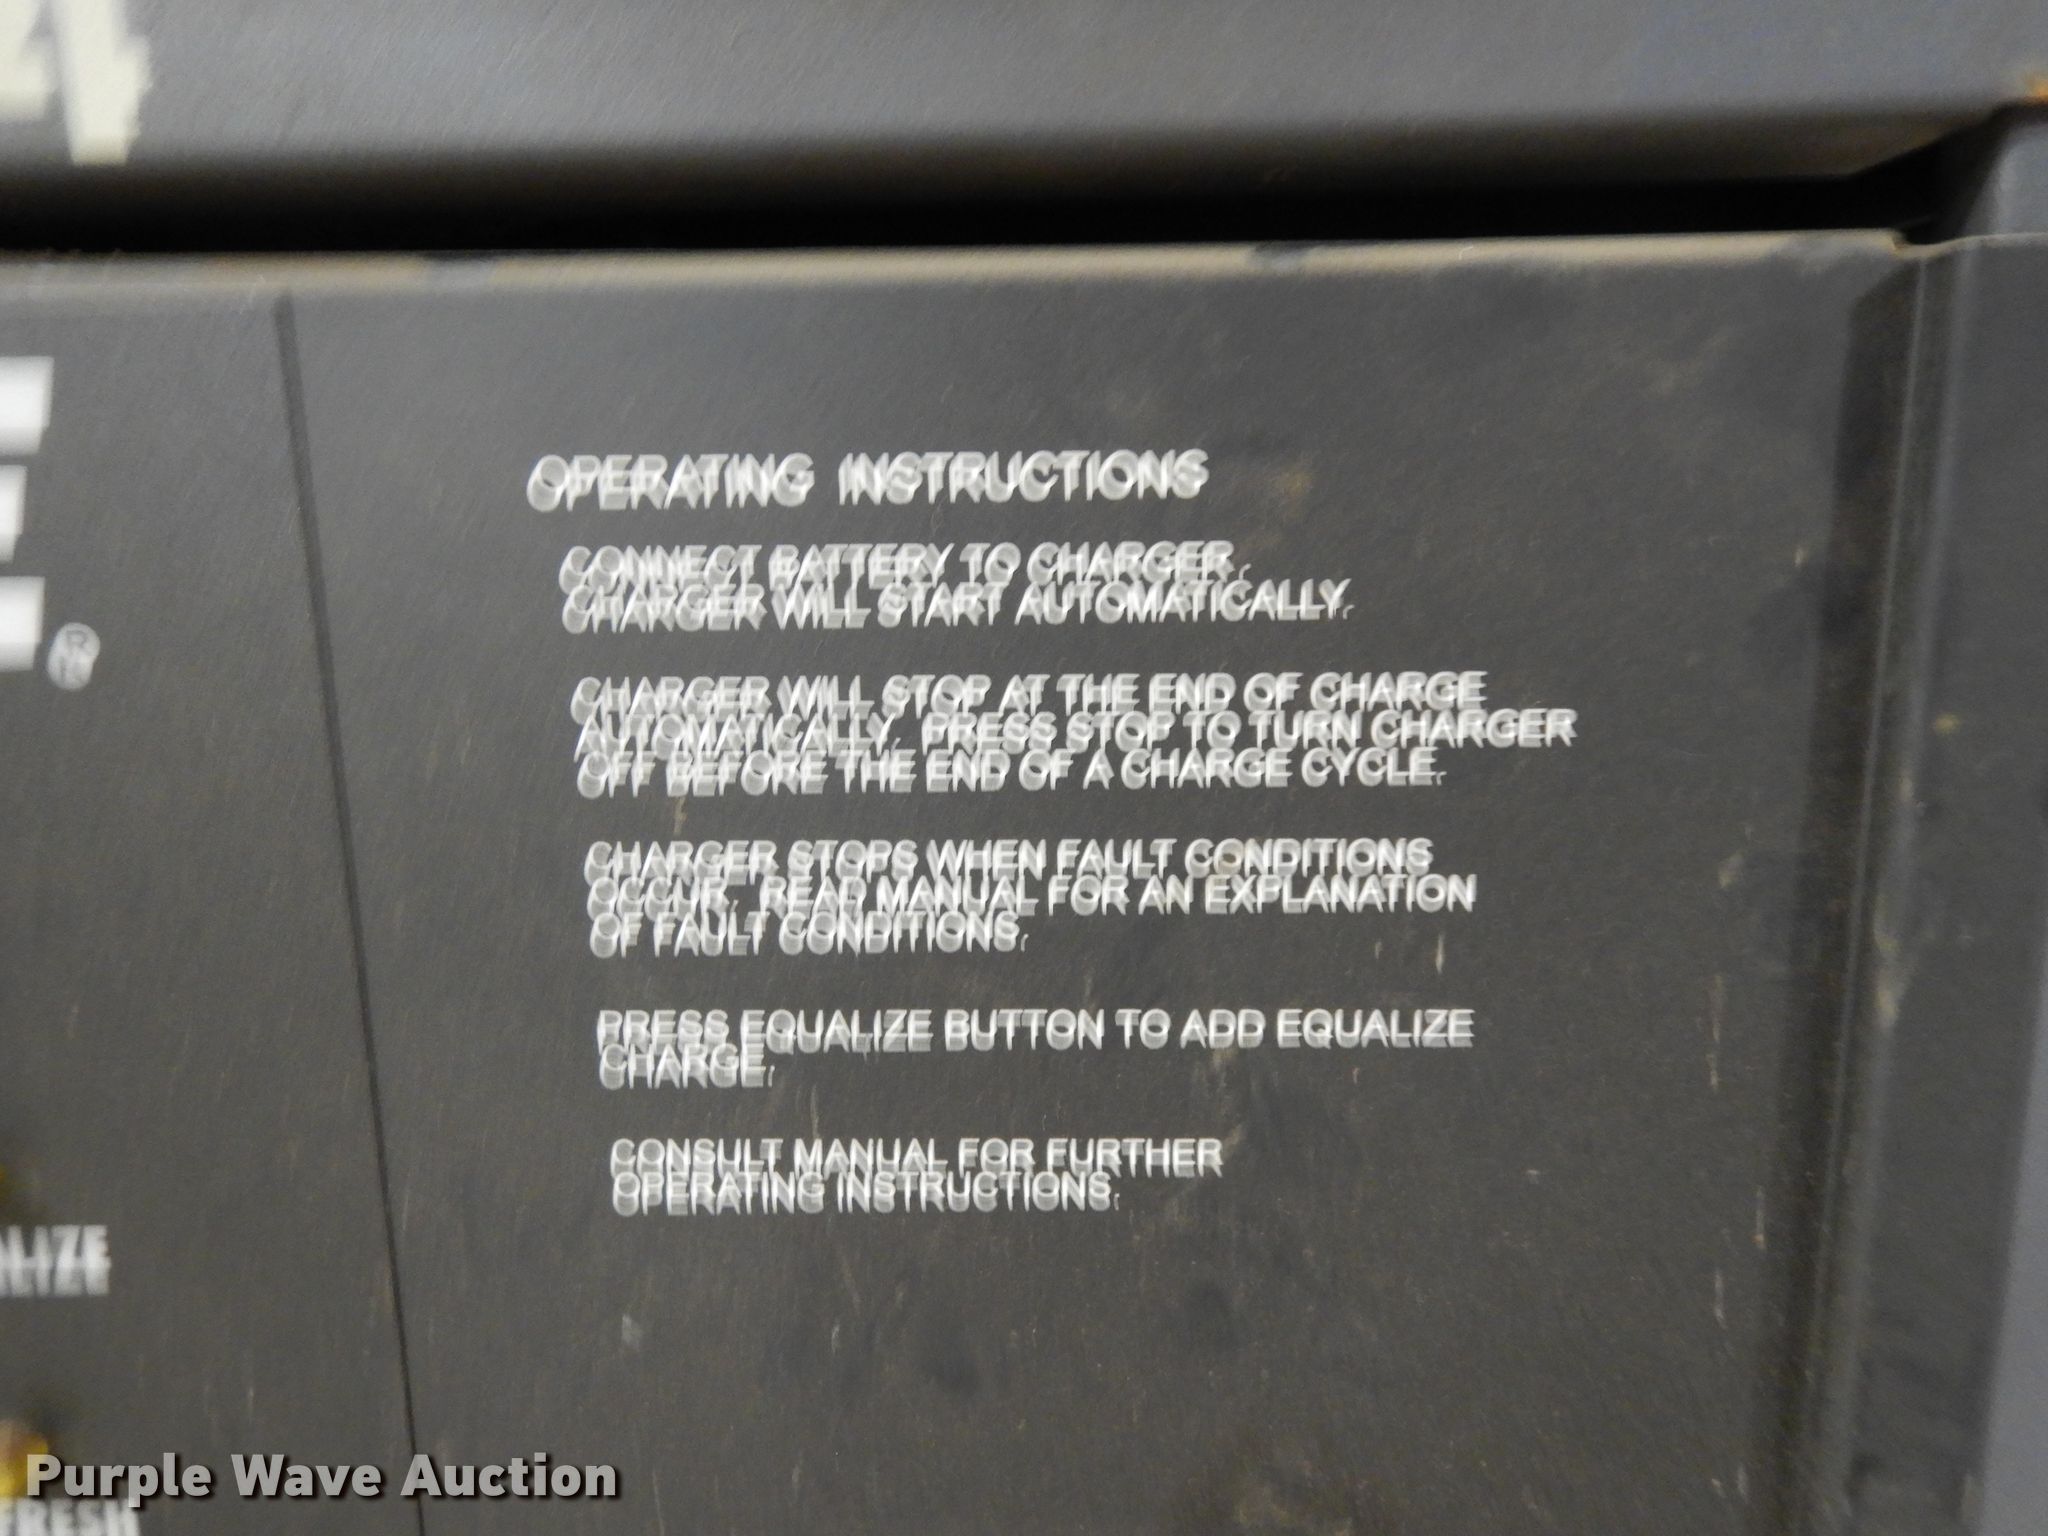 ®
OPERATING INSTRUCTIONS
CONNECT BATTERY TO CHARGER.
CHARGER WILL START AUTOMATICALLY.
CHARGER WILL STOP AT THE END OF CHARGE
AUTOMATICALLY. PRESS STOP TO TURN CHARGER
OFF BEFORE THE END OF A CHARGE CYCLE.
CHARGER STOPS WHEN FAULT CONDITIONS
OCCUR. READ MANUAL FOR AN EXPLANATION
OF FAULT CONDITIONS.
PRESS EQUALIZE BUTTON TO ADD EQUALIZE
CHARGE.
CONSULT MANUAL FOR FURTHER
OPERATING INSTRUCTIONS.
ALIZE
FRESH
Purple Wave Auction